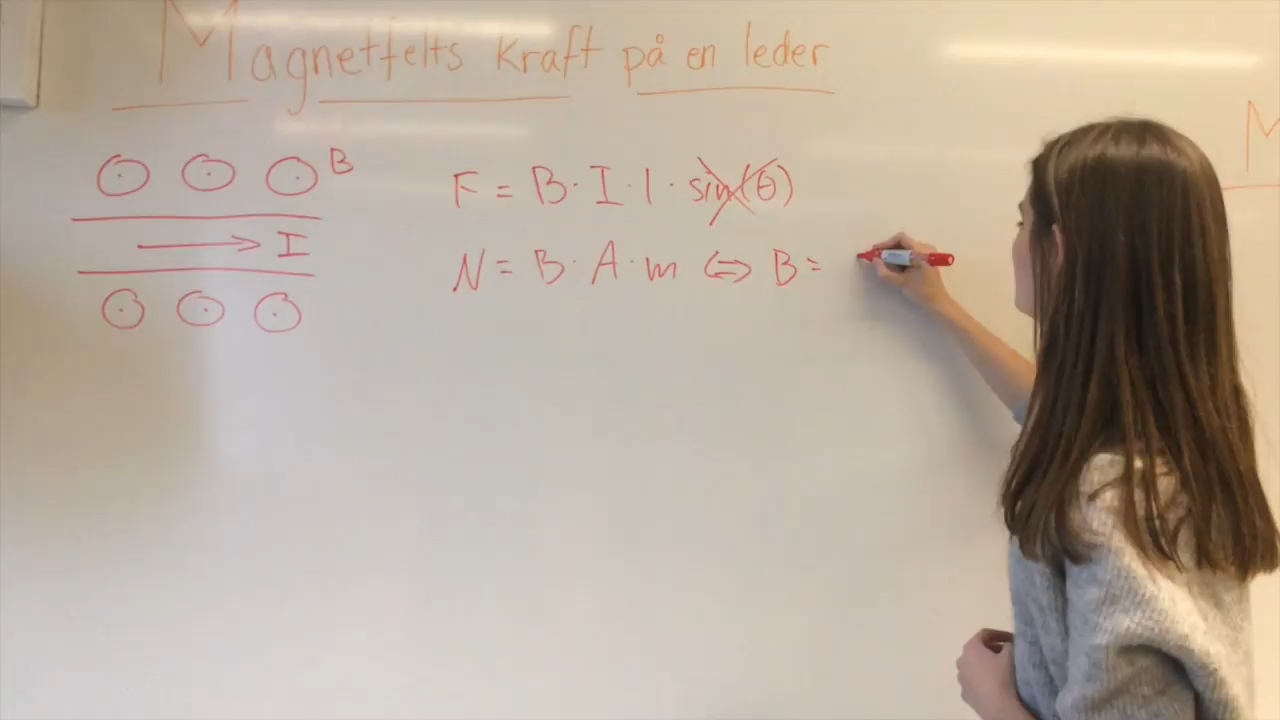 Magnetfelts kraft på en leder
B
I
F = B · I · l · sin(θ)
N = B · A · m ⇔ B =
M